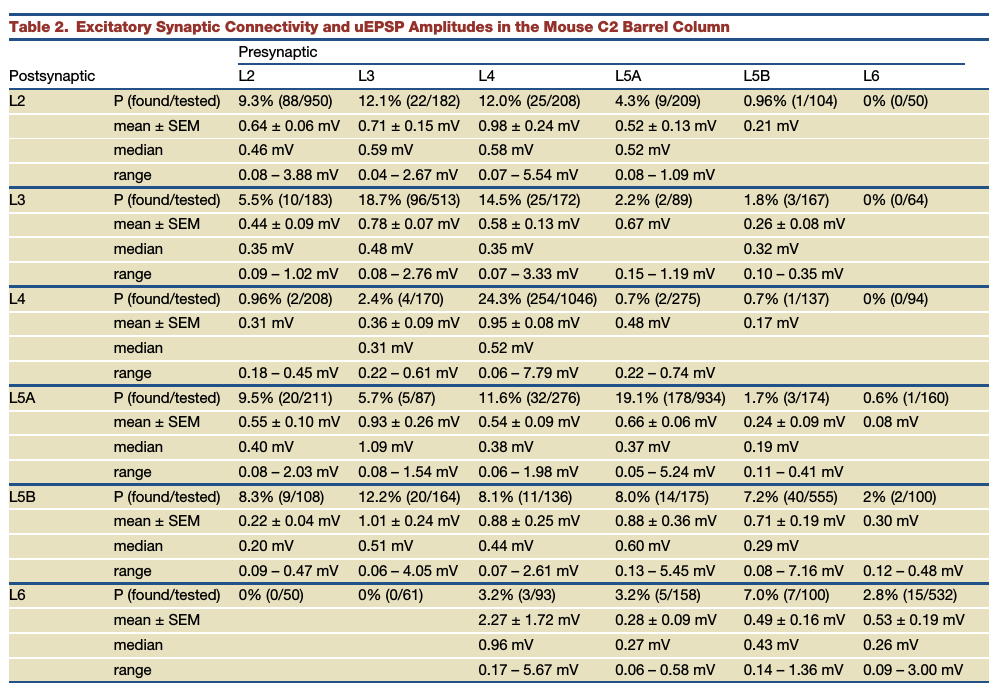 Table 2. Excitatory Synaptic Connectivity and uEPSP Amplitudes in the Mouse C2 Barrel Column
Presynaptic
Postsynaptic L2 L3 L4 L5A L5B L6
L2 P (found/tested) 9.3% (88/950) 12.1% (22/182) 12.0% (25/208) 4.3% (9/209) 0.96% (1/104) 0% (0/50)
mean ± SEM 0.64 ± 0.06 mV 0.71 ± 0.15 mV 0.98 ± 0.24 mV 0.52 ± 0.13 mV 0.21 mV
median 0.46 mV 0.59 mV 0.58 mV 0.52 mV
range 0.08 – 3.88 mV 0.04 – 2.67 mV 0.07 – 5.54 mV 0.08 – 1.09 mV
L3 P (found/tested) 5.5% (10/183) 18.7% (96/513) 14.5% (25/172) 2.2% (2/89) 1.8% (3/167) 0% (0/64)
mean ± SEM 0.44 ± 0.09 mV 0.78 ± 0.07 mV 0.58 ± 0.13 mV 0.67 mV 0.26 ± 0.08 mV
median 0.35 mV 0.48 mV 0.35 mV 0.32 mV
range 0.09 – 1.02 mV 0.08 – 2.76 mV 0.07 – 3.33 mV 0.15 – 1.19 mV 0.10 – 0.35 mV
L4 P (found/tested) 0.96% (2/208) 2.4% (4/170) 24.3% (254/1046) 0.7% (2/275) 0.7% (1/137) 0% (0/94)
mean ± SEM 0.31 mV 0.36 ± 0.09 mV 0.95 ± 0.08 mV 0.48 mV 0.17 mV
median 0.31 mV 0.52 mV
range 0.18 – 0.45 mV 0.22 – 0.61 mV 0.06 – 7.79 mV 0.22 – 0.74 mV
L5A P (found/tested) 9.5% (20/211) 5.7% (5/87) 11.6% (32/276) 19.1% (178/934) 1.7% (3/174) 0.6% (1/160)
mean ± SEM 0.55 ± 0.10 mV 0.93 ± 0.26 mV 0.54 ± 0.09 mV 0.66 ± 0.06 mV 0.24 ± 0.09 mV 0.08 mV
median 0.40 mV 1.09 mV 0.38 mV 0.37 mV 0.19 mV
range 0.08 – 2.03 mV 0.08 – 1.54 mV 0.06 – 1.98 mV 0.05 – 5.24 mV 0.11 – 0.41 mV
L5B P (found/tested) 8.3% (9/108) 12.2% (20/164) 8.1% (11/136) 8.0% (14/175) 7.2% (40/555) 2% (2/100)
mean ± SEM 0.22 ± 0.04 mV 1.01 ± 0.24 mV 0.88 ± 0.25 mV 0.88 ± 0.36 mV 0.71 ± 0.19 mV 0.30 mV
median 0.20 mV 0.51 mV 0.44 mV 0.60 mV 0.29 mV
range 0.09 – 0.47 mV 0.06 – 4.05 mV 0.07 – 2.61 mV 0.13 – 5.45 mV 0.08 – 7.16 mV 0.12 – 0.48 mV
L6 P (found/tested) 0% (0/50) 0% (0/61) 3.2% (3/93) 3.2% (5/158) 7.0% (7/100) 2.8% (15/532)
mean ± SEM 2.27 ± 1.72 mV 0.28 ± 0.09 mV 0.49 ± 0.16 mV 0.53 ± 0.19 mV
median 0.96 mV 0.27 mV 0.43 mV 0.26 mV
range 0.17 – 5.67 mV 0.06 – 0.58 mV 0.14 – 1.36 mV 0.09 – 3.00 mV